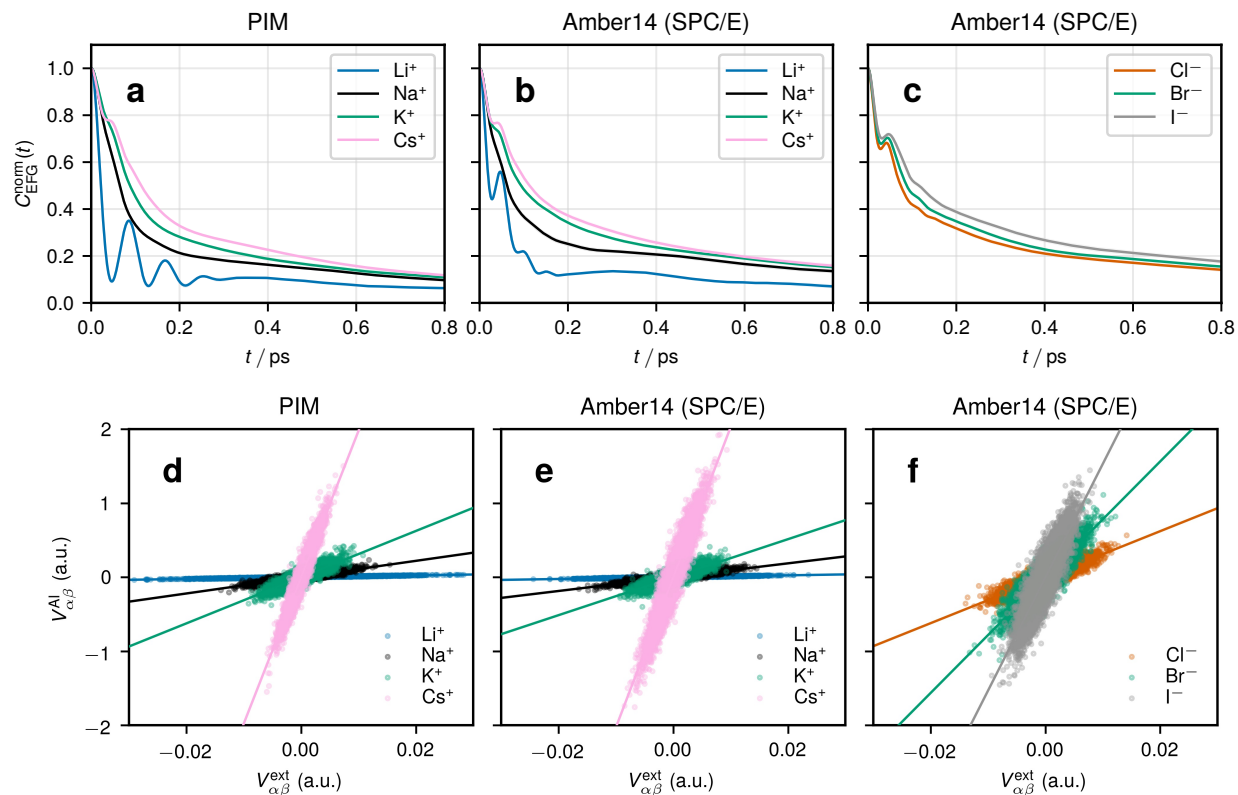 PIM
Amber14 (SPC/E)
Amber14 (SPC/E)
1.0
0.8
0.6
0.4
0.2
0.0
C^norm_EFG(t)
a
Li⁺
Na⁺
K⁺
Cs⁺
b
Li⁺
Na⁺
K⁺
Cs⁺
c
Cl⁻
Br⁻
I⁻
0.0 0.2 0.4 0.6 0.8
0.0 0.2 0.4 0.6 0.8
0.0 0.2 0.4 0.6 0.8
t / ps
t / ps
t / ps
PIM
Amber14 (SPC/E)
Amber14 (SPC/E)
2
1
0
−1
−2
V^AI_αβ (a.u.)
d
Li⁺
Na⁺
K⁺
Cs⁺
e
Li⁺
Na⁺
K⁺
Cs⁺
f
Cl⁻
Br⁻
I⁻
−0.02 0.00 0.02
−0.02 0.00 0.02
−0.02 0.00 0.02
V^ext_αβ (a.u.)
V^ext_αβ (a.u.)
V^ext_αβ (a.u.)